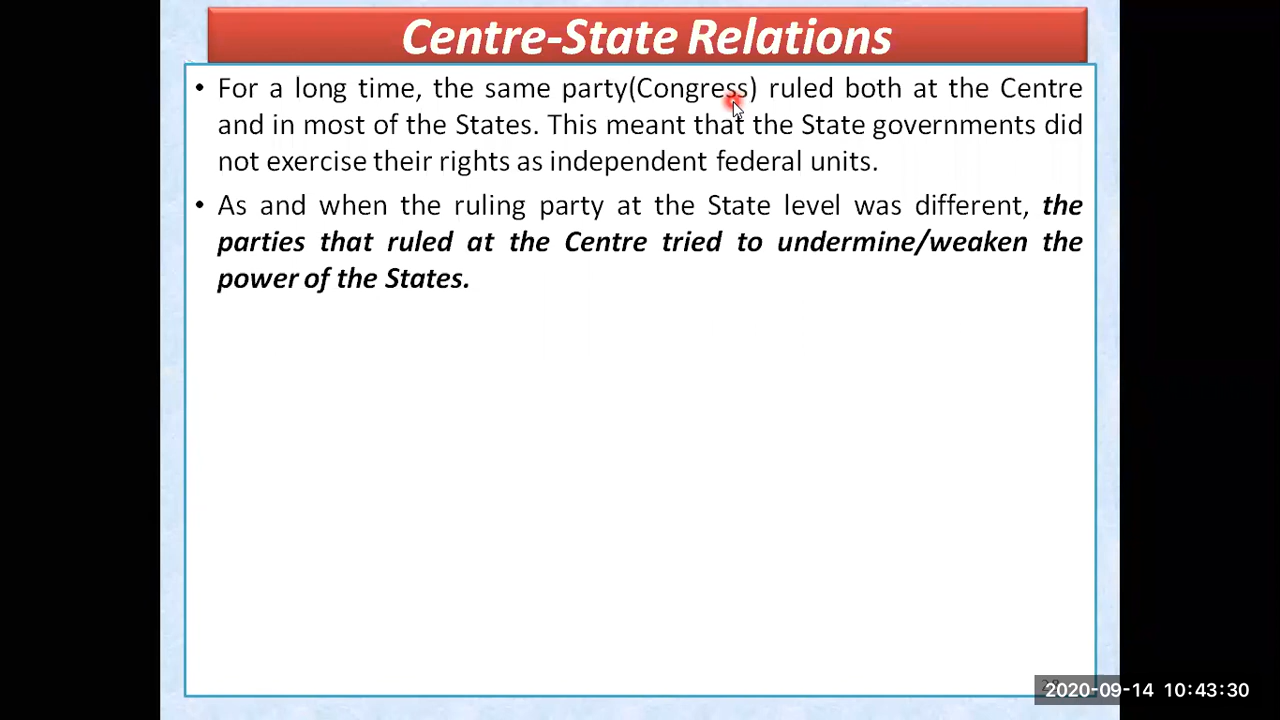 Centre-State Relations
• For a long time, the same party(Congress) ruled both at the Centre
and in most of the States. This meant that the State governments did
not exercise their rights as independent federal units.
• As and when the ruling party at the State level was different, the
parties that ruled at the Centre tried to undermine/weaken the
power of the States.
2020-09-14 10:43:30